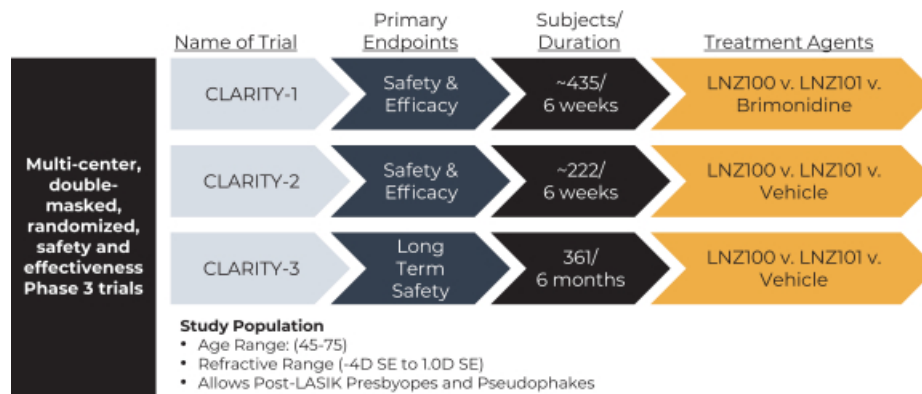 Name of Trial
Primary
Endpoints
Subjects/
Duration
Treatment Agents
Multi-center,
double-
masked,
randomized,
safety and
effectiveness
Phase 3 trials
CLARITY-1
Safety &
Efficacy
~435/
6 weeks
LNZ100 v. LNZ101 v.
Brimonidine
CLARITY-2
Safety &
Efficacy
~222/
6 weeks
LNZ100 v. LNZ101 v.
Vehicle
CLARITY-3
Long
Term
Safety
361/
6 months
LNZ100 v. LNZ101 v.
Vehicle
Study Population
• Age Range: (45-75)
• Refractive Range (-4D SE to 1.0D SE)
• Allows Post-LASIK Presbyopes and Pseudophakes